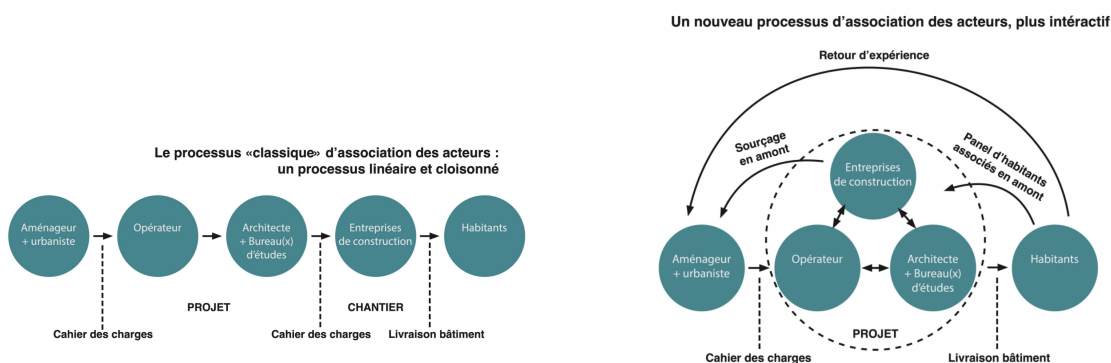 Le processus «classique» d'association des acteurs :
un processus linéaire et cloisonné
Aménageur
+ urbaniste
Opérateur
Architecte
+ Bureau(x)
d'études
Entreprises
de construction
Habitants
PROJET
CHANTIER
Cahier des charges
Cahier des charges
Livraison bâtiment
Un nouveau processus d'association des acteurs, plus intéractif
Retour d'expérience
Sourçage
en amont
Panel d'habitants
associés en amont
Entreprises
de construction
Aménageur
+ urbaniste
Opérateur
Architecte
+ Bureau(x)
d'études
Habitants
PROJET
Cahier des charges
Livraison bâtiment